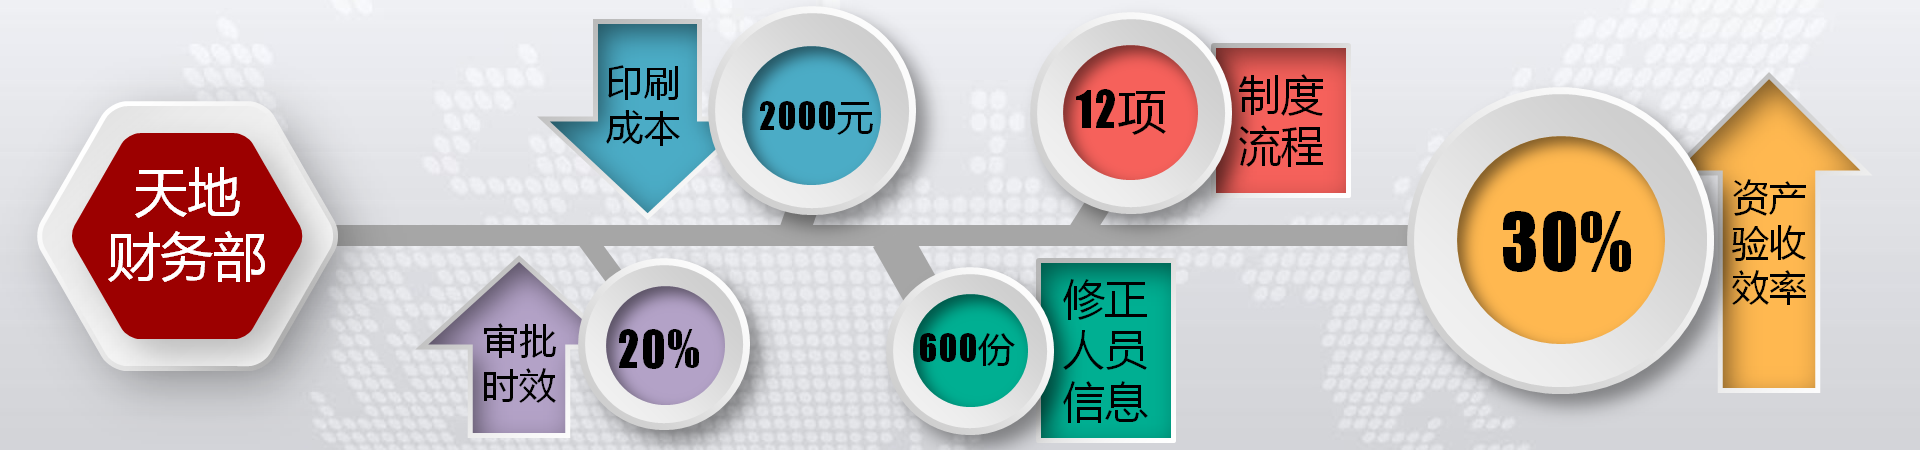 天地
财务部
印刷
成本
2000元
12项
制度
流程
审批
时效
20%
600份
修正
人员
信息
30%
资产
验收
效率